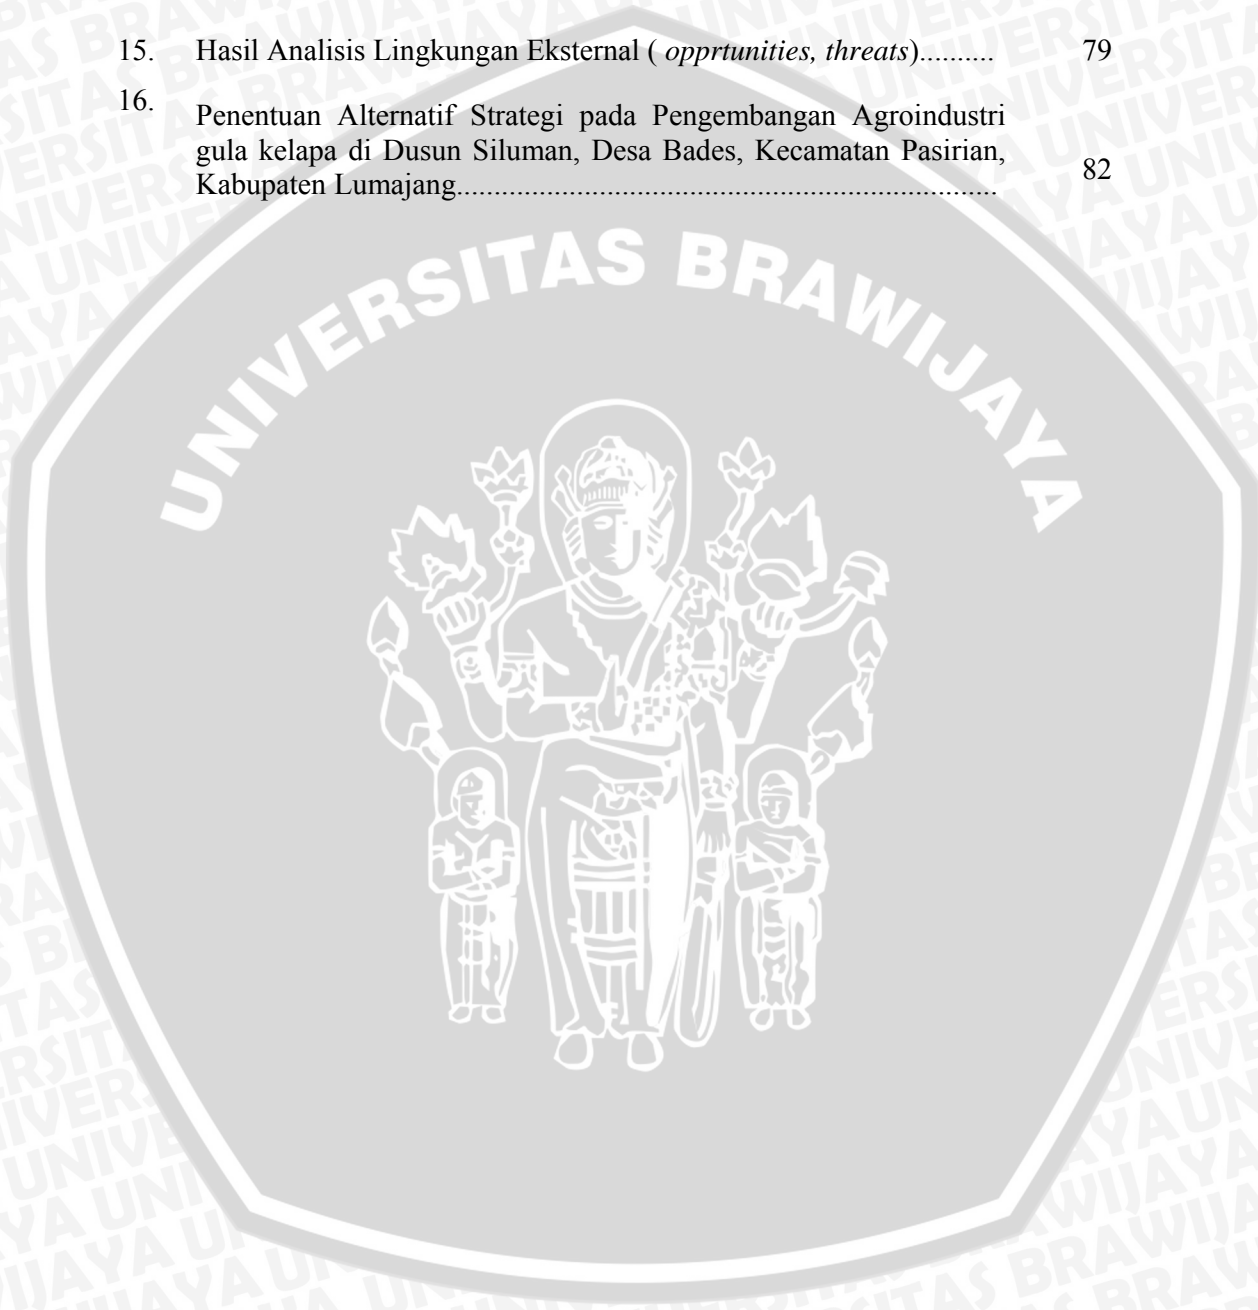 15. Hasil Analisis Lingkungan Eksternal ( opprtunities, threats).......... 79
16. Penentuan Alternatif Strategi pada Pengembangan Agroindustri
gula kelapa di Dusun Siluman, Desa Bades, Kecamatan Pasirian,
Kabupaten Lumajang....................................................................... 82
UNIVERSITAS BRAWIJAYA